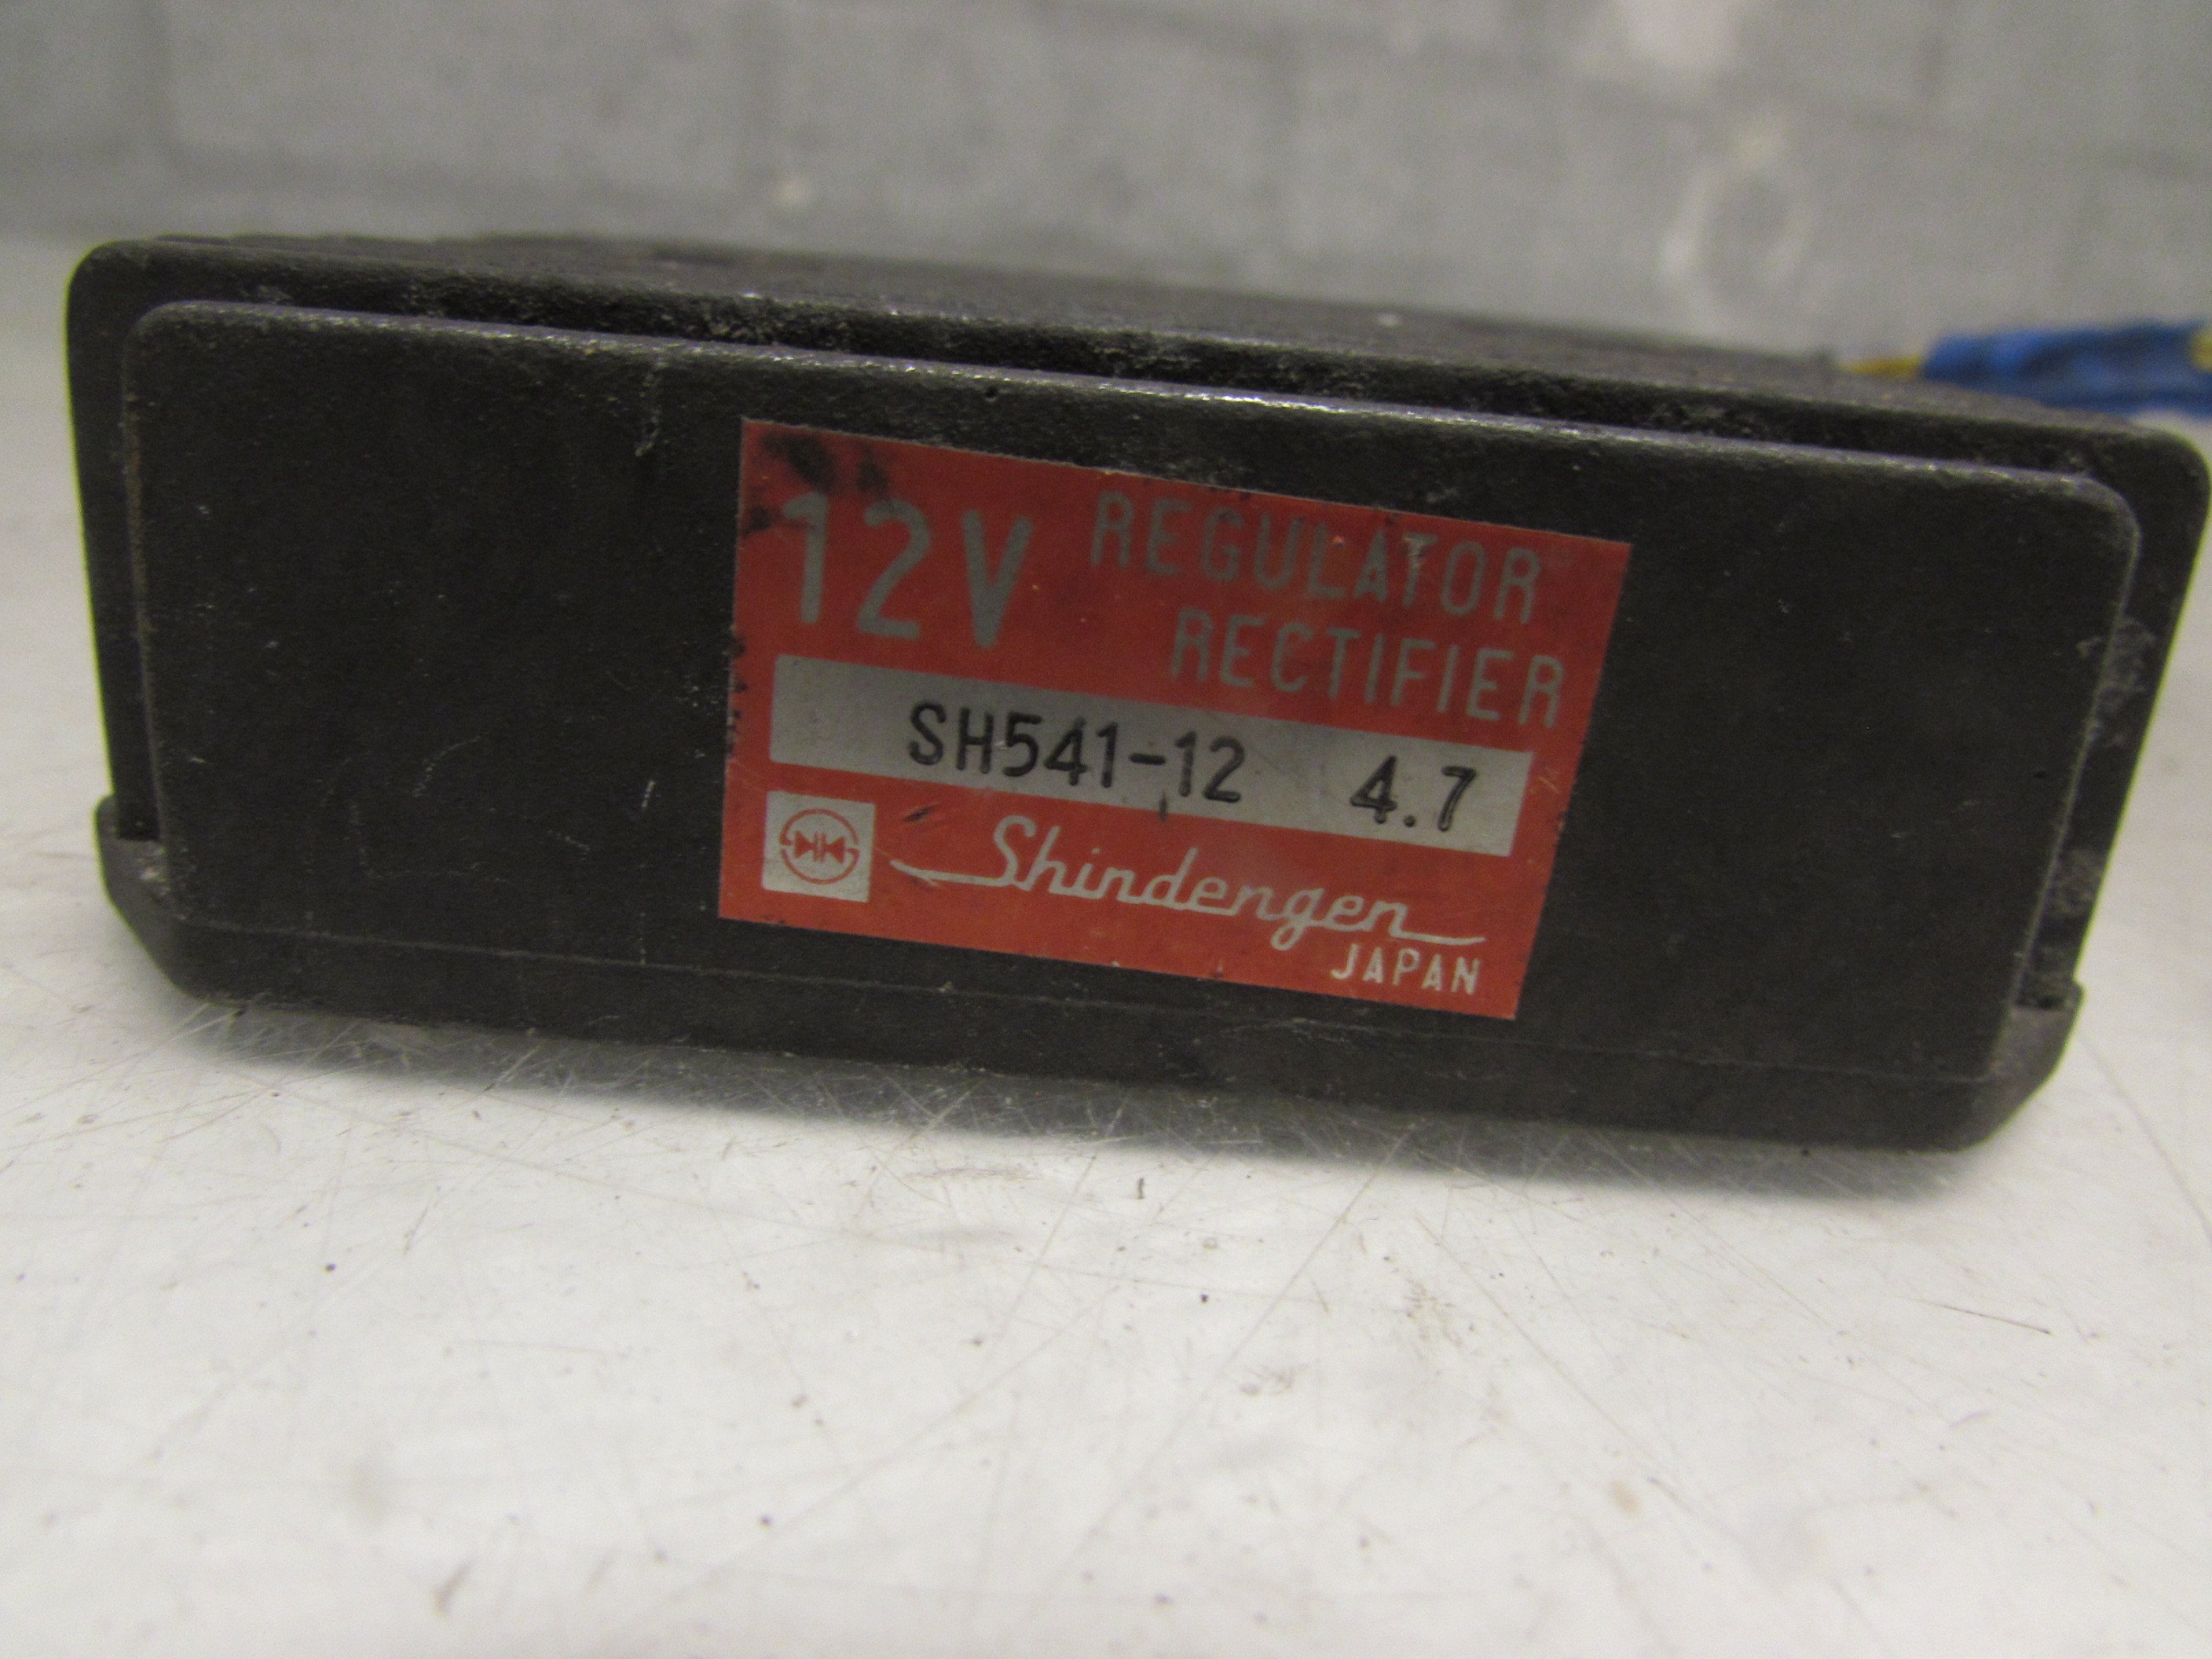 12V REGULATOR
RECTIFIER
SH541-12 4.7
Shindengen
JAPAN